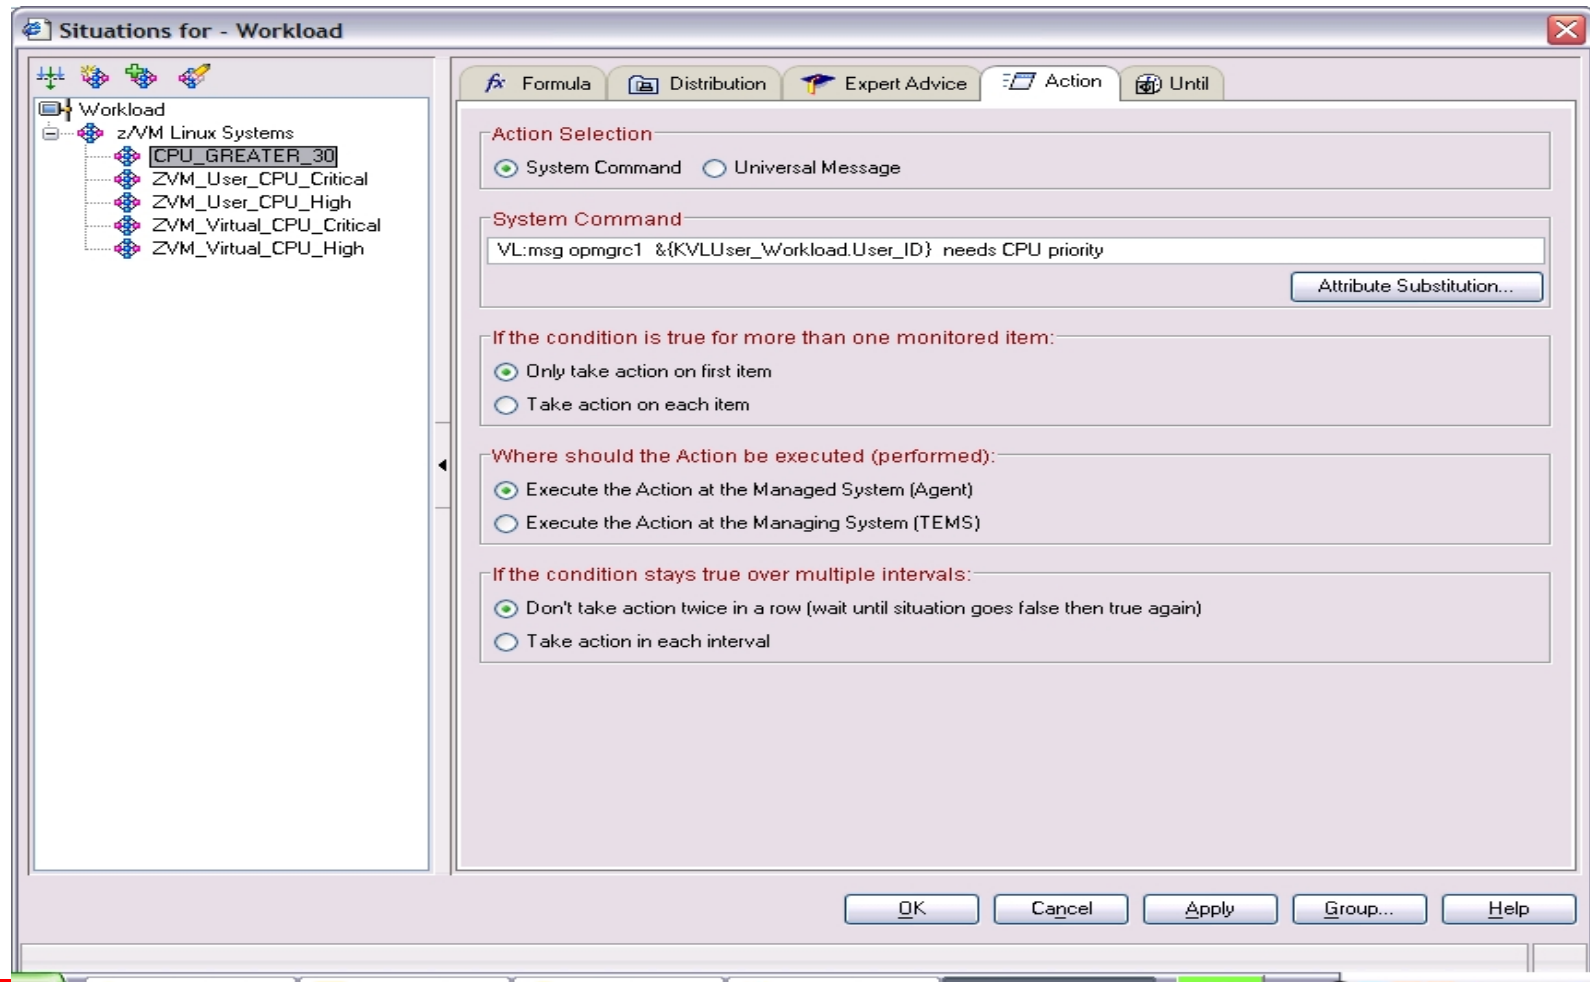 Situations for - Workload
Workload
z/VM Linux Systems
CPU_GREATER_30
ZVM_User_CPU_Critical
ZVM_User_CPU_High
ZVM_Virtual_CPU_Critical
ZVM_Virtual_CPU_High
fx Formula Distribution Expert Advice Action Until
Action Selection
System Command Universal Message
System Command
VL:msg opmgrc1 &{KVLUser_Workload.User_ID} needs CPU priority
Attribute Substitution...
If the condition is true for more than one monitored item:
Only take action on first item
Take action on each item
Where should the Action be executed (performed):
Execute the Action at the Managed System (Agent)
Execute the Action at the Managing System (TEMS)
If the condition stays true over multiple intervals:
Don't take action twice in a row (wait until situation goes false then true again)
Take action in each interval
OK Cancel Apply Group... Help